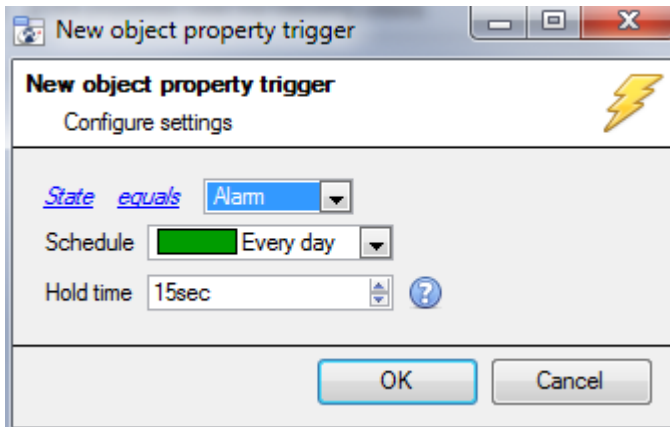 New object property trigger
New object property trigger
Configure settings
State equals Alarm
Schedule Every day
Hold time 15sec
OK Cancel